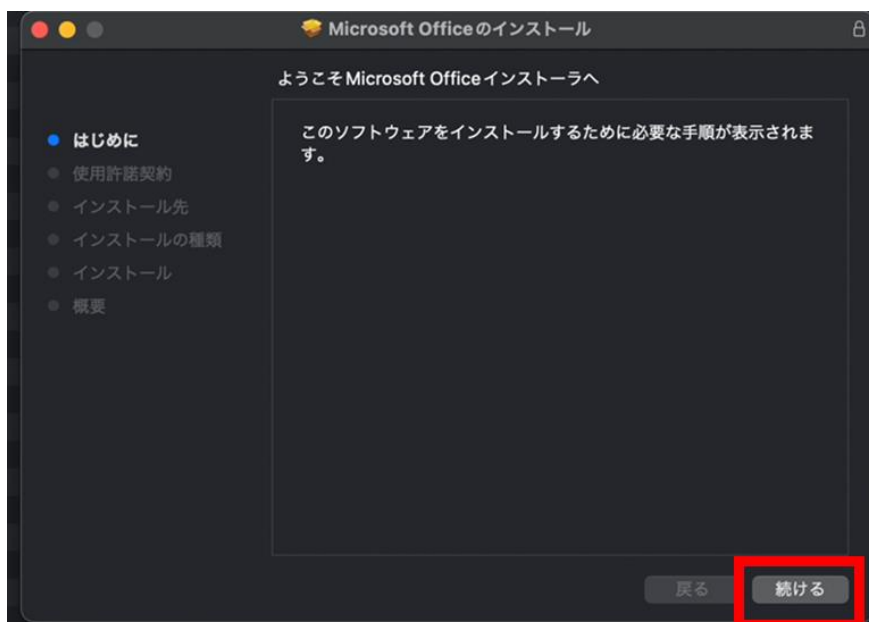 Microsoft Officeのインストール
ようこそMicrosoft Officeインストーラへ
はじめに
使用許諾契約
インストール先
インストールの種類
インストール
概要
このソフトウェアをインストールするために必要な手順が表示されま
す。
戻る
続ける